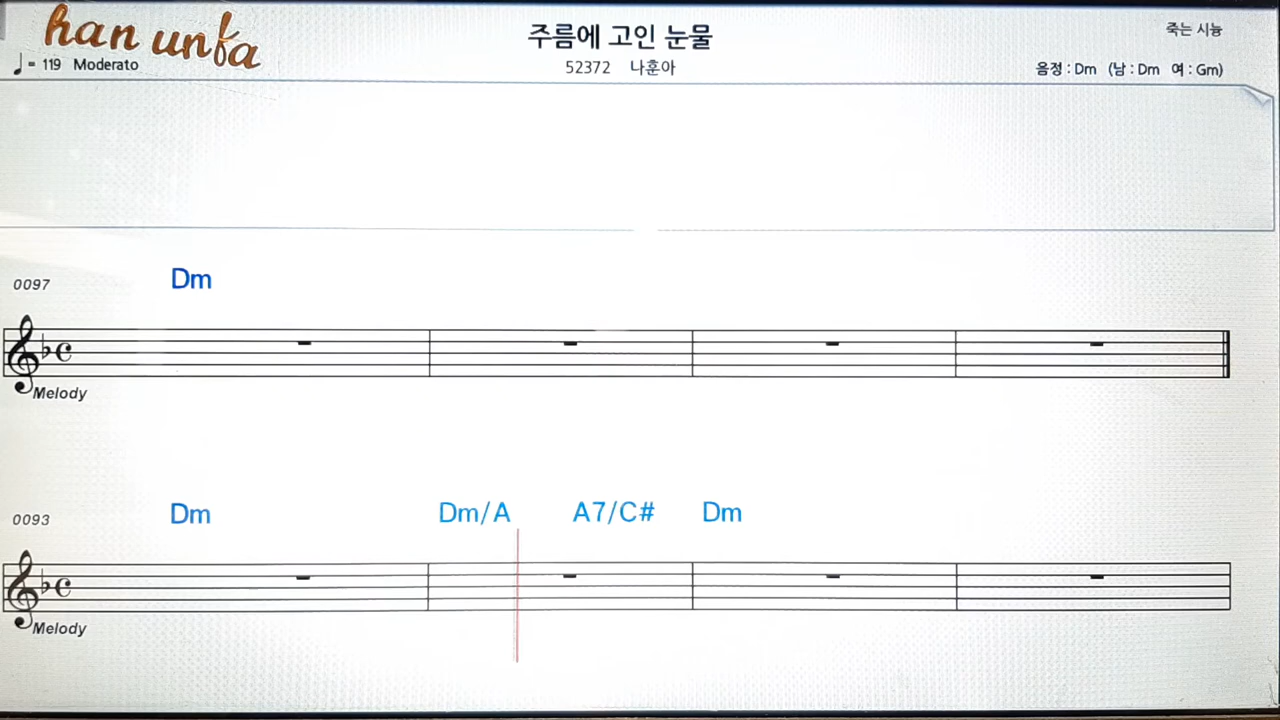 han unfa
주름에 고인 눈물
죽는 시늉
♩= 119 Moderato
52372 나훈아
음정 : Dm (남 : Dm 여 : Gm)
0097 Dm
Melody
0093 Dm Dm/A A7/C# Dm
Melody